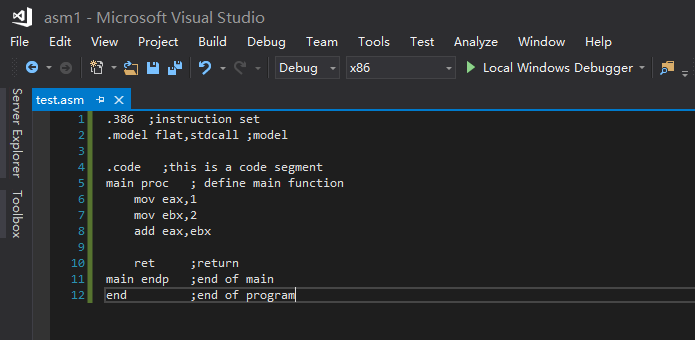 asm1 - Microsoft Visual Studio
File Edit View Project Build Debug Team Tools Test Analyze Window Help
Debug x86 Local Windows Debugger
Server Explorer
Toolbox
test.asm
1 .386 ;instruction set
2 .model flat,stdcall ;model
3
4 .code ;this is a code segment
5 main proc ; define main function
6 mov eax,1
7 mov ebx,2
8 add eax,ebx
9
10 ret ;return
11 main endp ;end of main
12 end ;end of program